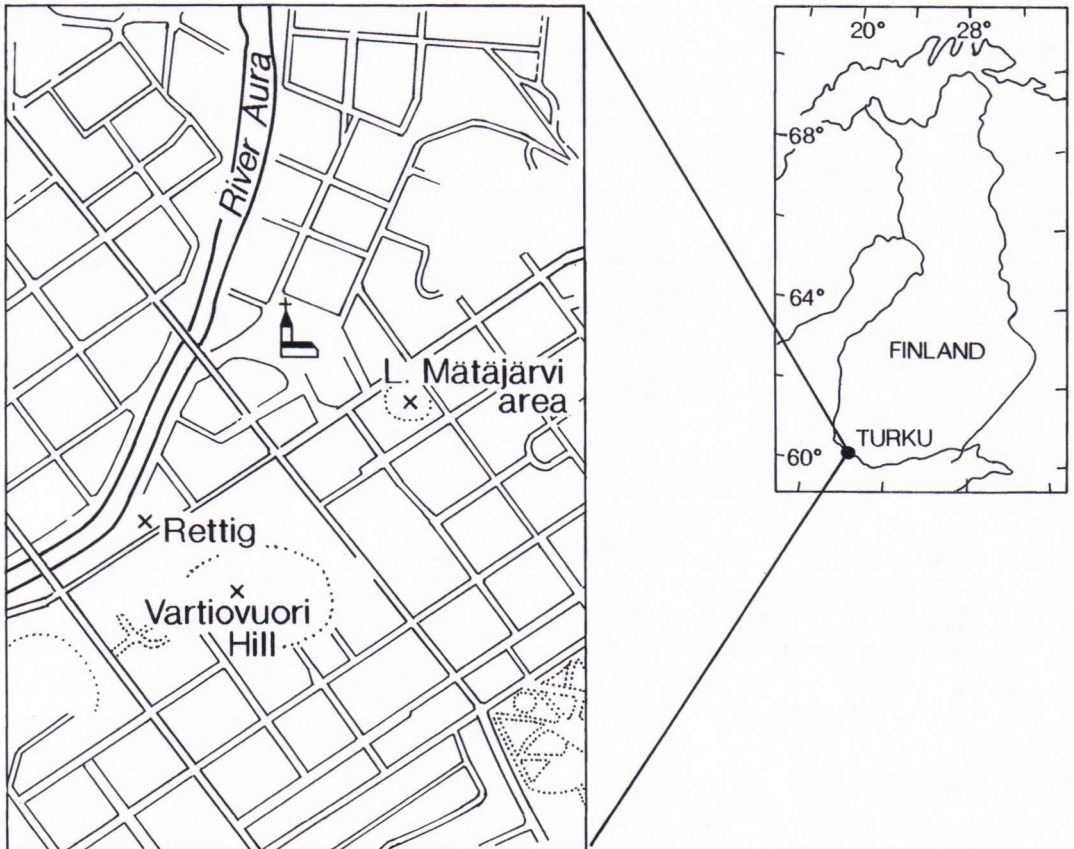 River Aura
L. Mätäjärvi
area
Rettig
Vartiovuori
Hill
20°
28°
68°
64°
FINLAND
TURKU
60°